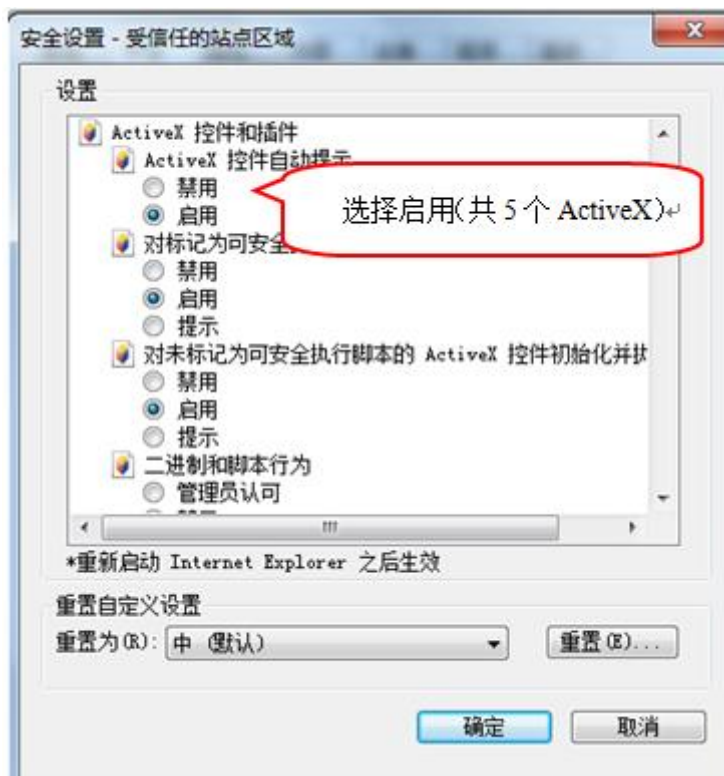 安全设置 - 受信任的站点区域
设置
ActiveX 控件和插件
ActiveX 控件自动提示
禁用
启用
选择启用(共 5 个 ActiveX)↵
对标记为可安全
禁用
启用
提示
对未标记为可安全执行脚本的 ActiveX 控件初始化并执
禁用
启用
提示
二进制和脚本行为
管理员认可
*重新启动 Internet Explorer 之后生效
重置自定义设置
重置为(R):
中 (默认)
重置(E)...
确定
取消